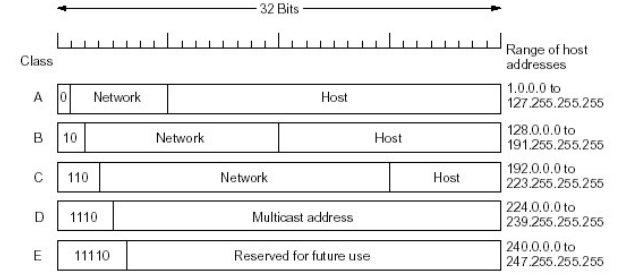 32 Bits
Range of host
addresses
Class
A 0 Network Host 1.0.0.0 to
127.255.255.255
B 10 Network Host 128.0.0.0 to
191.255.255.255
C 110 Network Host 192.0.0.0 to
223.255.255.255
D 1110 Multicast address 224.0.0.0 to
239.255.255.255
E 11110 Reserved for future use 240.0.0.0 to
247.255.255.255